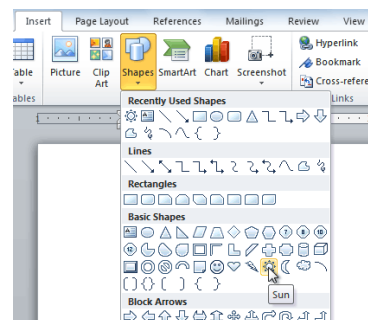 Insert Page Layout References Mailings Review View
Table Picture Clip Art Shapes SmartArt Chart Screenshot
Hyperlink
Bookmark
Cross-refere
ables Links
Recently Used Shapes
Lines
Rectangles
Basic Shapes
Sun
Block Arrows